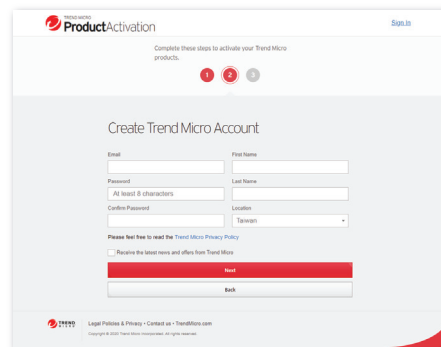 TREND MICRO
ProductActivation
Sign In
Complete these steps to activate your Trend Micro
products.
1 2 3
Create Trend Micro Account
Email First Name
Password Last Name
At least 8 characters
Confirm Password Location
Taiwan
Please feel free to read the Trend Micro Privacy Policy
Receive the latest news and offers from Trend Micro
Next
Back
TREND MICRO
Legal Policies & Privacy • Contact us • TrendMicro.com
Copyright © 2020 Trend Micro Incorporated. All rights reserved.